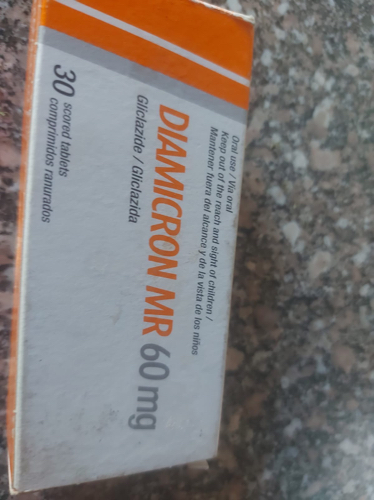 Oral use / Vía oral
Keep out of the reach and sight of children /
Mantener fuera del alcance y de la vista de los niños
DIAMICRON MR 60 mg
Gliclazide / Gliclazida
30 scored tablets
comprimidos ranurados